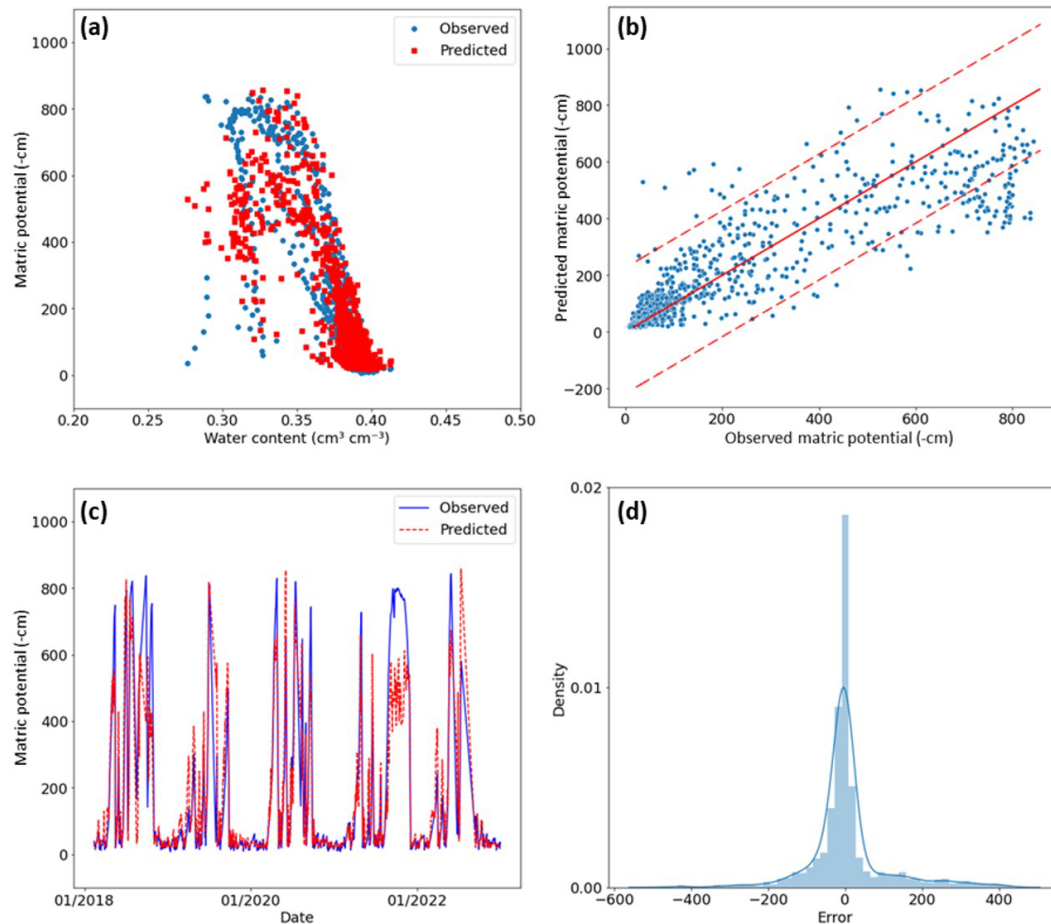 (a)
Observed
Predicted
1000
800
600
400
200
0
Matric potential (-cm)
0.20 0.25 0.30 0.35 0.40 0.45 0.50
Water content (cm³ cm⁻³)
(b)
1000
800
600
400
200
0
−200
Predicted matric potential (-cm)
0 200 400 600 800
Observed matric potential (-cm)
(c)
Observed
Predicted
1000
800
600
400
200
0
Matric potential (-cm)
01/2018 01/2020 01/2022
Date
(d)
0.02
0.01
0.00
Density
−600 −400 −200 0 200 400
Error